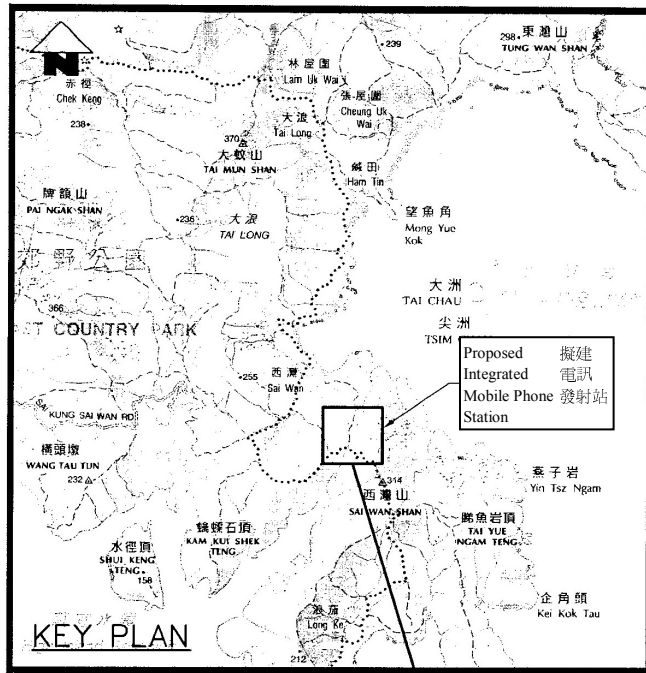 東灣山
298
TUNG WAN SHAN
239
林屋圍
Lam Uk Wai
N
赤徑
Chek Keng
張屋圍
Cheung Uk
Wai
238
大浪
Tai Long
370
大蚊山
TAI MUN SHAN
鹹田
Ham Tin
牌額山
PAI NGAK SHAN
236
大浪
TAI LONG
望魚角
Mong Yue
Kok
郊野公園
大洲
TAI CHAU
366
COUNTRY PARK
尖洲
TSIM
Proposed 擬建
Integrated 電訊
Mobile Phone 發射站
Station
255
西灣
Sai Wan
KUNG SAI WAN RD
橫頭墩
WANG TAU TUN
232
314
西灣山
SAI WAN SHAN
燕子岩
Yin Tsz Ngam
睇魚岩頂
TAI YUE
NGAM TENG
KAM KUI SHEK
TENG
水徑頂
SHUI KENG
TENG
158
企角頭
Kei Kok Tau
浪茄
Long Ke
212
KEY PLAN